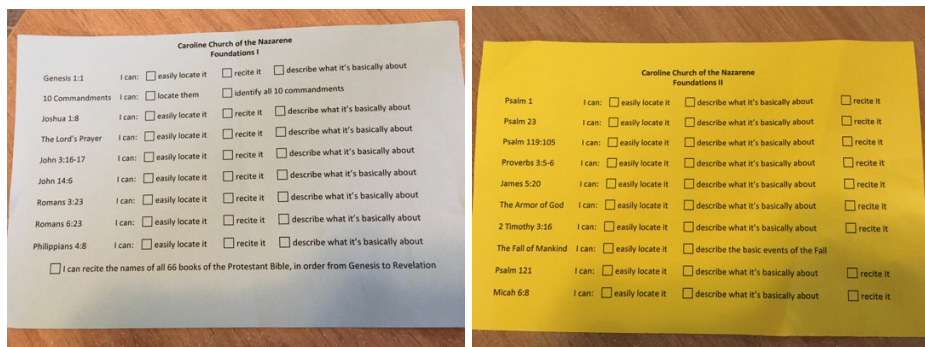 Caroline Church of the Nazarene
Foundations I
Genesis 1:1 I can: easily locate it recite it describe what it's basically about
10 Commandments I can: locate them identify all 10 commandments
Joshua 1:8 I can: easily locate it recite it describe what it's basically about
The Lord's Prayer I can: easily locate it recite it describe what it's basically about
John 3:16-17 I can: easily locate it recite it describe what it's basically about
John 14:6 I can: easily locate it recite it describe what it's basically about
Romans 3:23 I can: easily locate it recite it describe what it's basically about
Romans 6:23 I can: easily locate it recite it describe what it's basically about
Philippians 4:8 I can: easily locate it recite it describe what it's basically about
I can recite the names of all 66 books of the Protestant Bible, in order from Genesis to Revelation
Caroline Church of the Nazarene
Foundations II
Psalm 1 I can: easily locate it describe what it's basically about recite it
Psalm 23 I can: easily locate it describe what it's basically about recite it
Psalm 119:105 I can: easily locate it describe what it's basically about recite it
Proverbs 3:5-6 I can: easily locate it describe what it's basically about recite it
James 5:20 I can: easily locate it describe what it's basically about recite it
The Armor of God I can: easily locate it describe what it's basically about recite it
2 Timothy 3:16 I can: easily locate it describe what it's basically about recite it
The Fall of Mankind I can: easily locate it describe the basic events of the Fall
Psalm 121 I can: easily locate it describe what it's basically about recite it
Micah 6:8 I can: easily locate it describe what it's basically about recite it